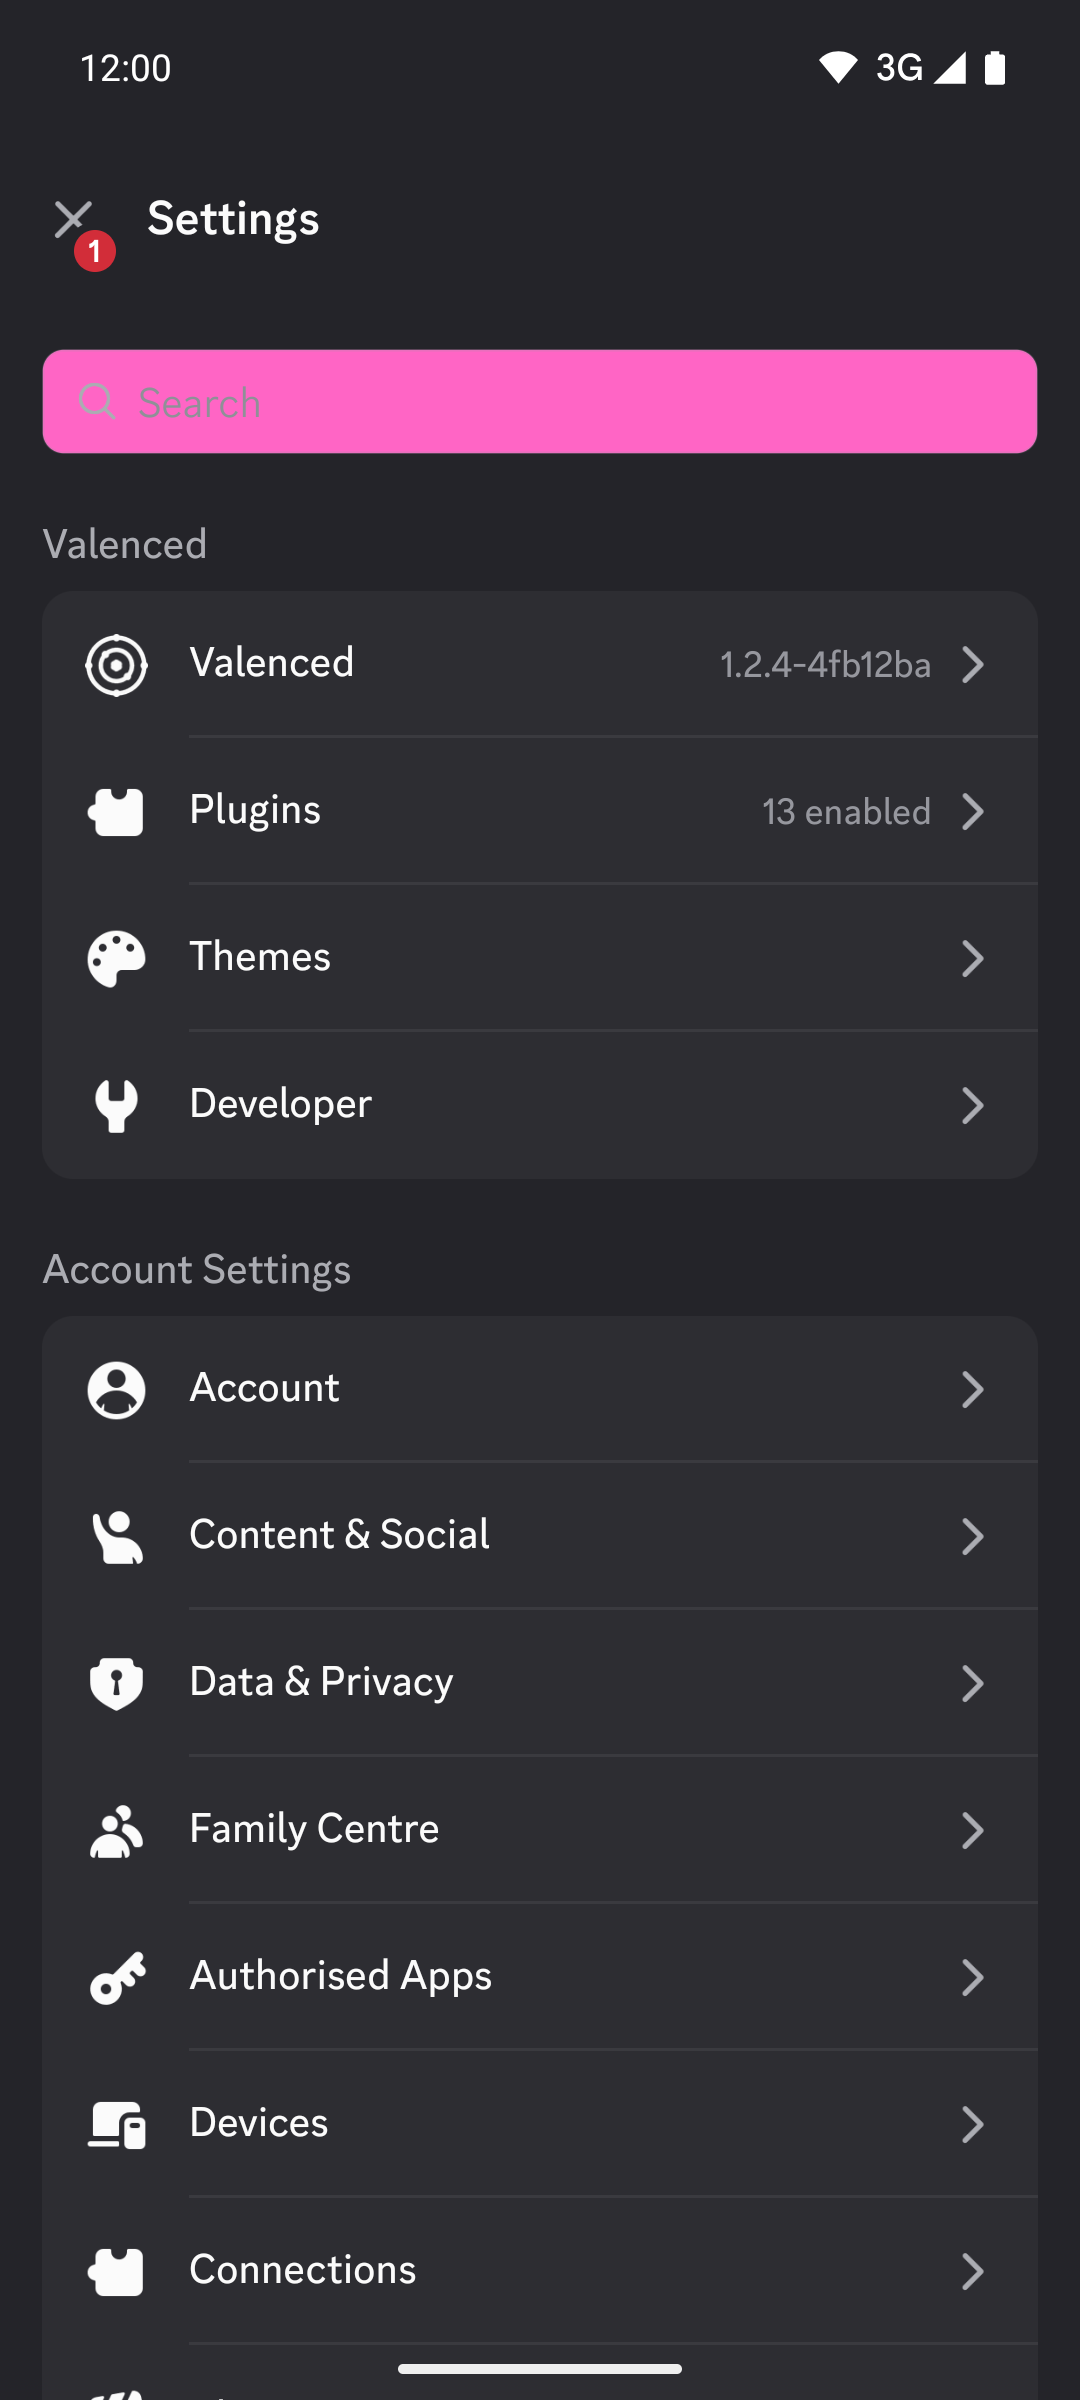 12:00
3G
Settings
1
Search
Valenced
Valenced
1.2.4-4fb12ba
Plugins
13 enabled
Themes
Developer
Account Settings
Account
Content & Social
Data & Privacy
Family Centre
Authorised Apps
Devices
Connections